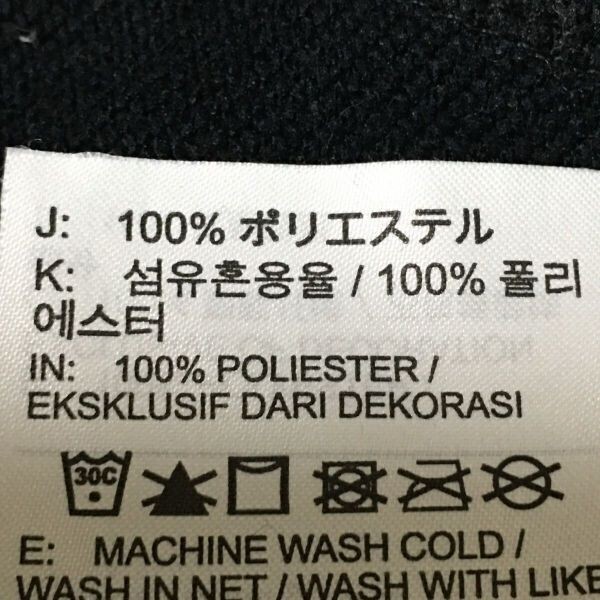 J: 100% ポリエステル
K: 섬유혼용율 / 100% 폴리
에스터
IN: 100% POLIESTER /
EKSKLUSIF DARI DEKORASI
30C
E: MACHINE WASH COLD /
WASH IN NET / WASH WITH LIKE